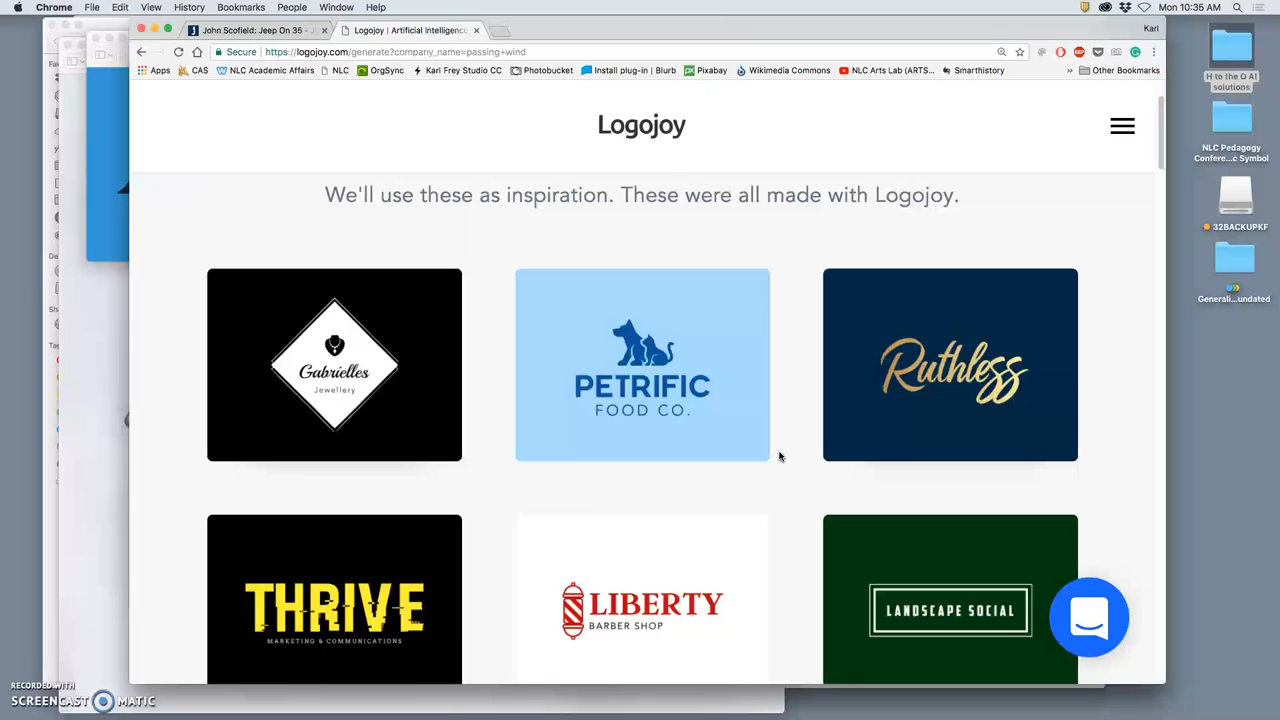 Chrome File Edit View History Bookmarks People Window Help Mon 10:35 AM
John Scofield: Jeep On 35 - J Logojoy | Artificial Intelligence Karl
Secure https://logojoy.com/generate?company_name=passing+wind
Apps CAS NLC Academic Affairs NLC OrgSync Karl Frey Studio CC Photobucket Install plug-in | Blurb Pixabay Wikimedia Commons NLC Arts Lab (ARTS... Smarthistory » Other Bookmarks
H to the D AI
solutions
Logojoy
NLC Pedagogy
Confere...c Symbol
We'll use these as inspiration. These were all made with Logojoy.
32BACKUPKF
Generali...undated
Gabrielles
Jewellery
PETRIFIC
FOOD CO.
Ruthless
THRIVE
MARKETING & COMMUNICATIONS
LIBERTY
BARBER SHOP
LANDSCAPE SOCIAL
RECORDED WITH
SCREENCAST MATIC